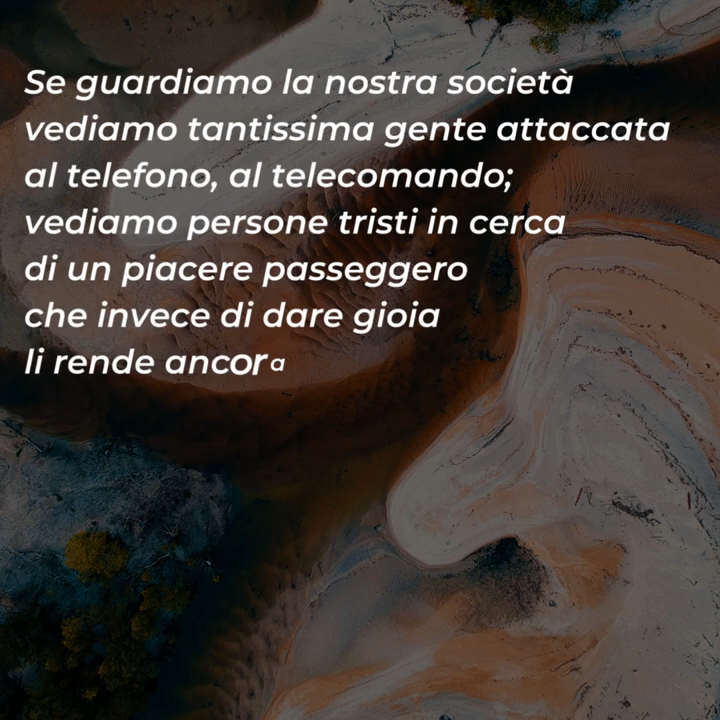 Se guardiamo la nostra società
vediamo tantissima gente attaccata
al telefono, al telecomando;
vediamo persone tristi in cerca
di un piacere passeggero
che invece di dare gioia
li rende ancora